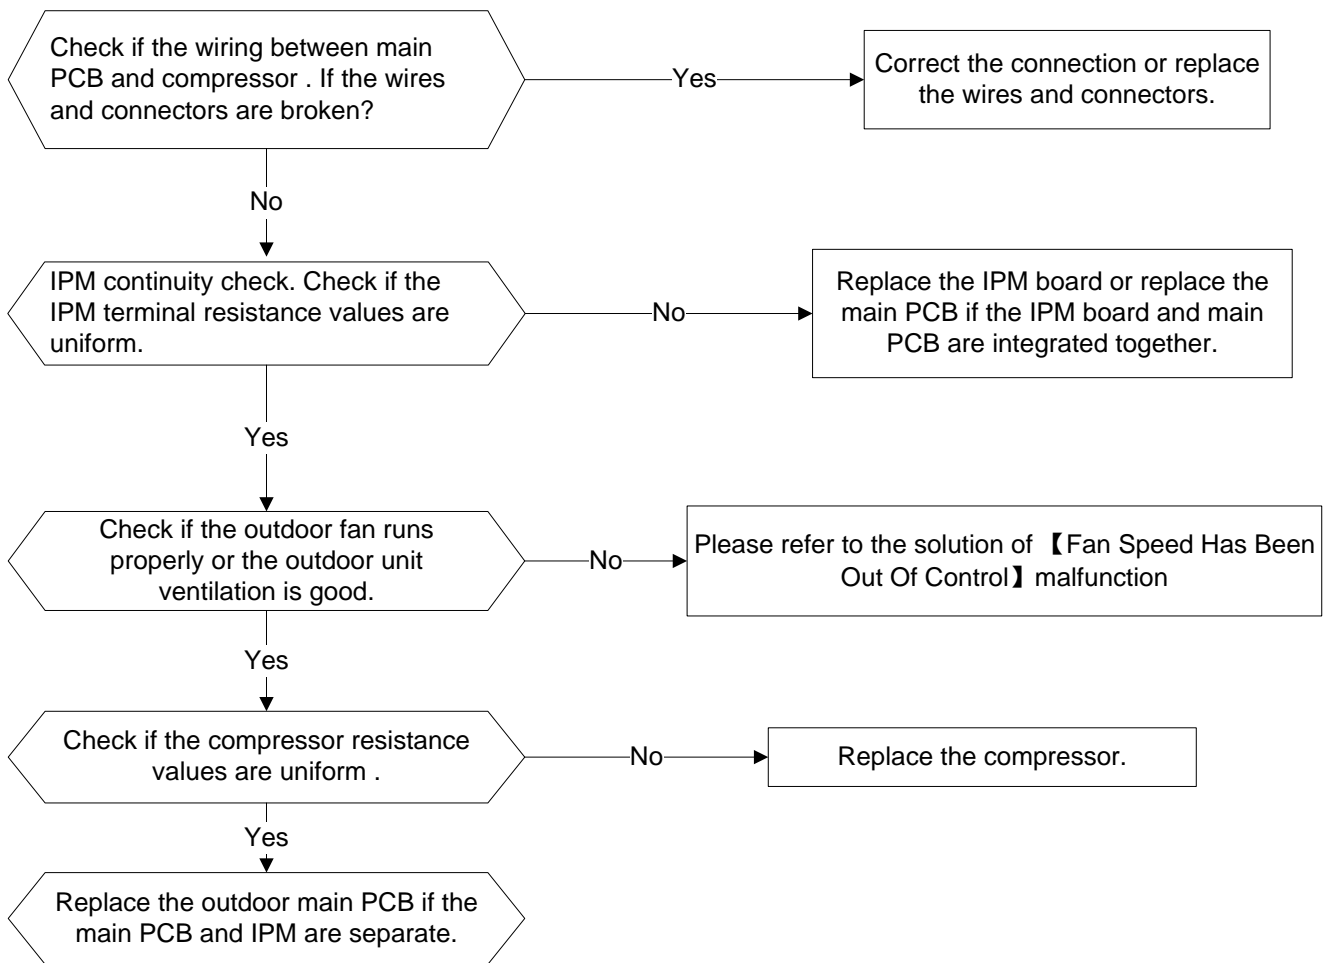 Check if the wiring between main
PCB and compressor . If the wires
and connectors are broken?
Yes
Correct the connection or replace
the wires and connectors.
No
IPM continuity check. Check if the
IPM terminal resistance values are
uniform.
No
Replace the IPM board or replace the
main PCB if the IPM board and main
PCB are integrated together.
Yes
Check if the outdoor fan runs
properly or the outdoor unit
ventilation is good.
No
Please refer to the solution of 【Fan Speed Has Been
Out Of Control】malfunction
Yes
Check if the compressor resistance
values are uniform .
No
Replace the compressor.
Yes
Replace the outdoor main PCB if the
main PCB and IPM are separate.